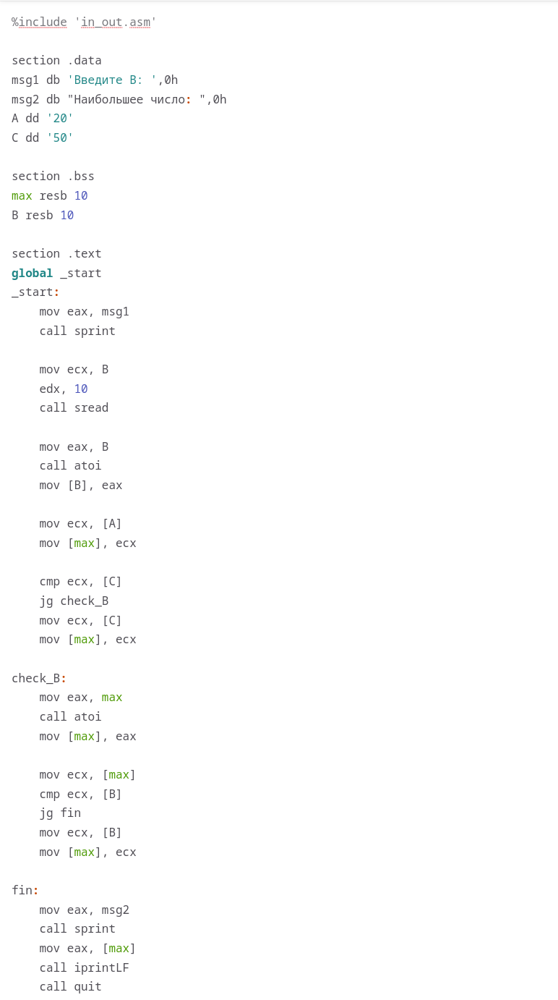 %include 'in_out.asm'
section .data
msg1 db 'Введите B: ',0h
msg2 db "Наибольшее число: ",0h
A dd '20'
C dd '50'
section .bss
max resb 10
B resb 10
section .text
global _start
_start:
mov eax, msg1
call sprint
mov ecx, B
edx, 10
call sread
mov eax, B
call atoi
mov [B], eax
mov ecx, [A]
mov [max], ecx
cmp ecx, [C]
jg check_B
mov ecx, [C]
mov [max], ecx
check_B:
mov eax, max
call atoi
mov [max], eax
mov ecx, [max]
cmp ecx, [B]
jg fin
mov ecx, [B]
mov [max], ecx
fin:
mov eax, msg2
call sprint
mov eax, [max]
call iprintLF
call quit